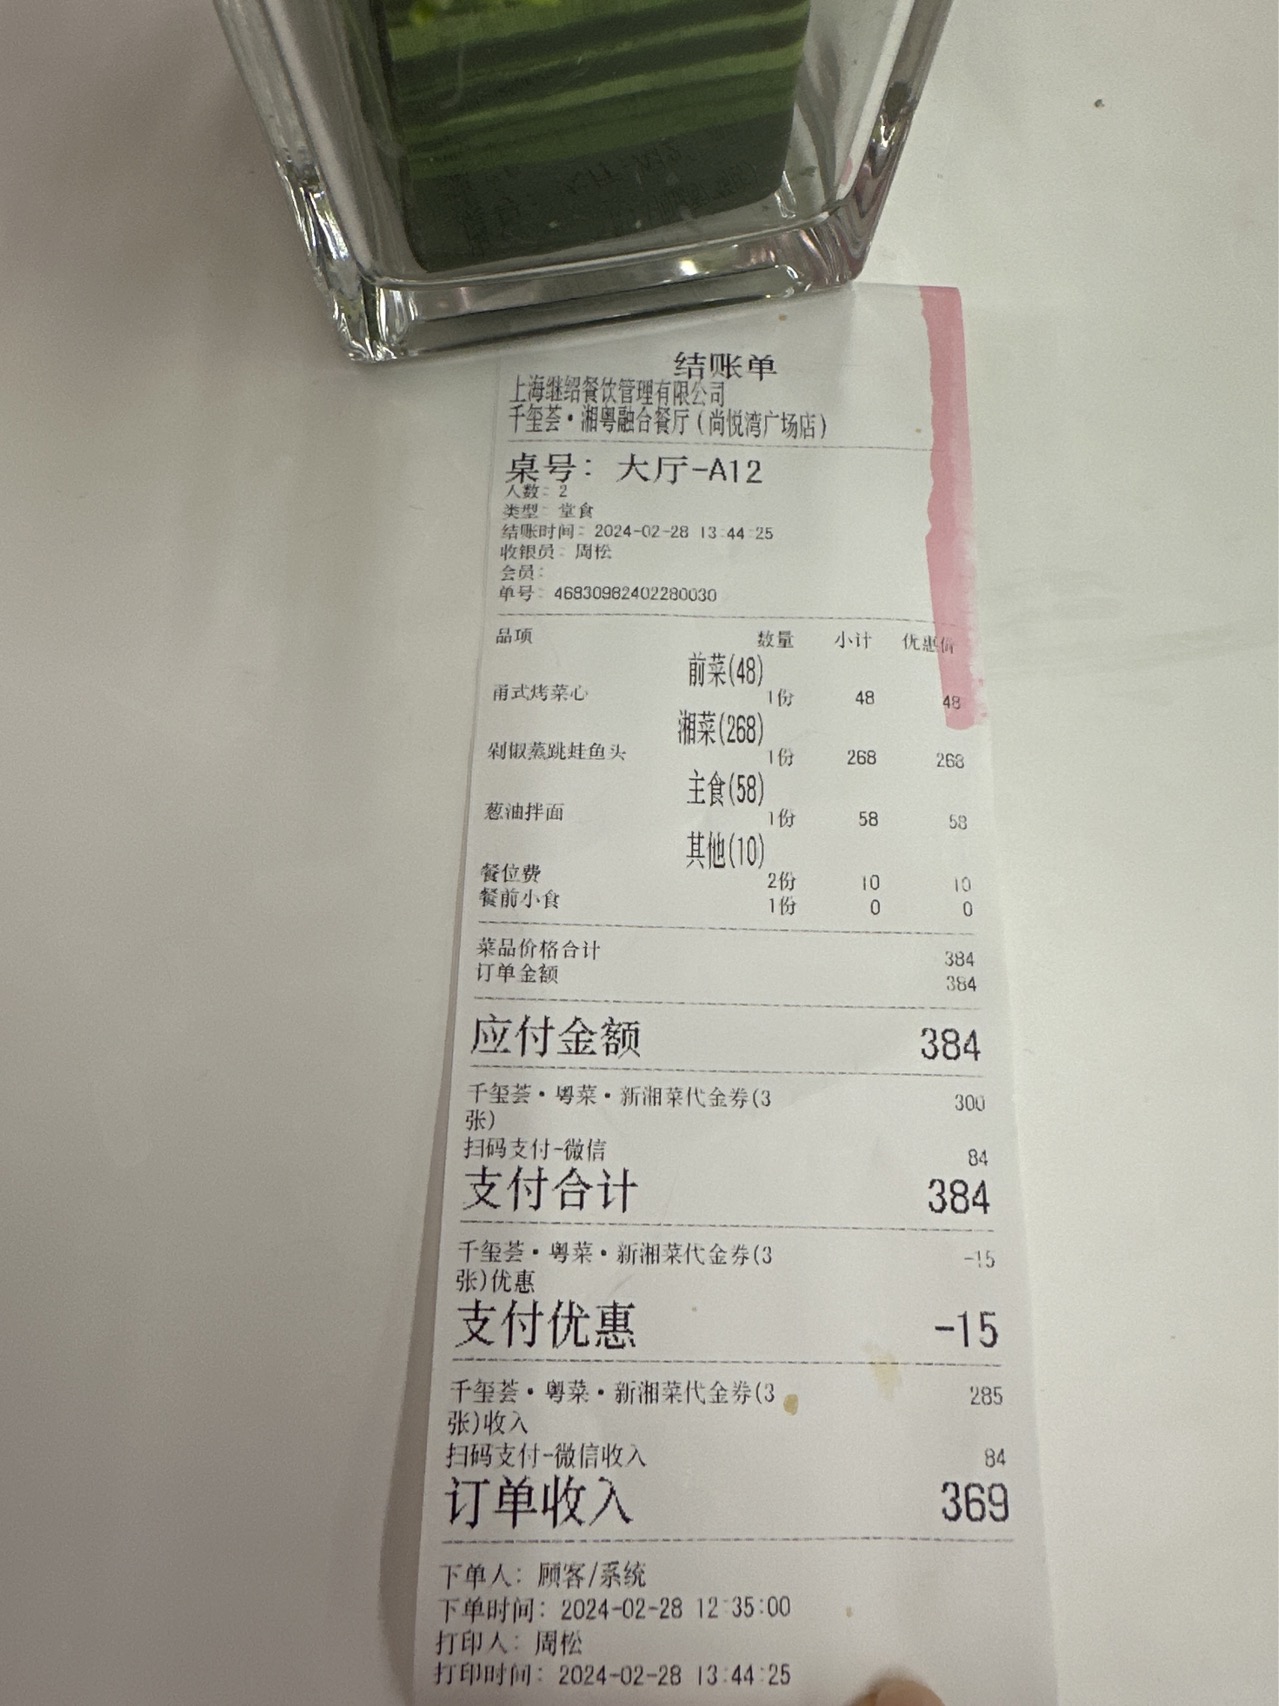 结账单
上海继绍餐饮管理有限公司
千玺荟·湘粤融合餐厅(尚悦湾广场店)
桌号: 大厅-A12
人数: 2
类型: 堂食
结账时间: 2024-02-28 13:44:25
收银员: 周松
会员:
单号: 46830982402280030
品项 数量 小计 优惠价
前菜(48)
甬式烤菜心 1份 48 48
湘菜(268)
剁椒蒸跳蛙鱼头 1份 268 268
主食(58)
葱油拌面 1份 58 58
其他(10)
餐位费 2份 10 10
餐前小食 1份 0 0
菜品价格合计 384
订单金额 384
应付金额 384
千玺荟·粤菜·新湘菜代金券(3 300
张)
扫码支付-微信 84
支付合计 384
千玺荟·粤菜·新湘菜代金券(3 -15
张)优惠
支付优惠 -15
千玺荟·粤菜·新湘菜代金券(3 285
张)收入
扫码支付-微信收入 84
订单收入 369
下单人: 顾客/系统
下单时间: 2024-02-28 12:35:00
打印人: 周松
打印时间: 2024-02-28 13:44:25